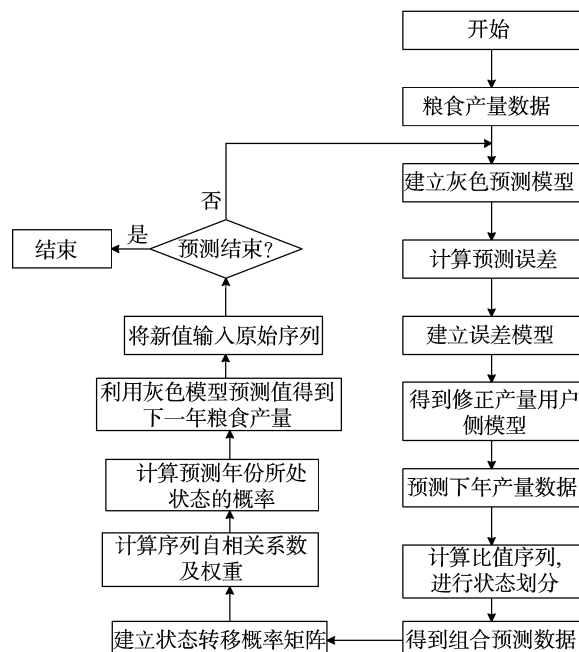 开始
粮食产量数据
建立灰色预测模型
计算预测误差
建立误差模型
得到修正产量用户
侧模型
预测下年产量数据
计算比值序列，
进行状态划分
得到组合预测数据
建立状态转移概率矩阵
计算序列自相关系数
及权重
计算预测年份所处
状态的概率
利用灰色模型预测值得到
下一年粮食产量
将新值输入原始序列
预测结束?
否
是
结束